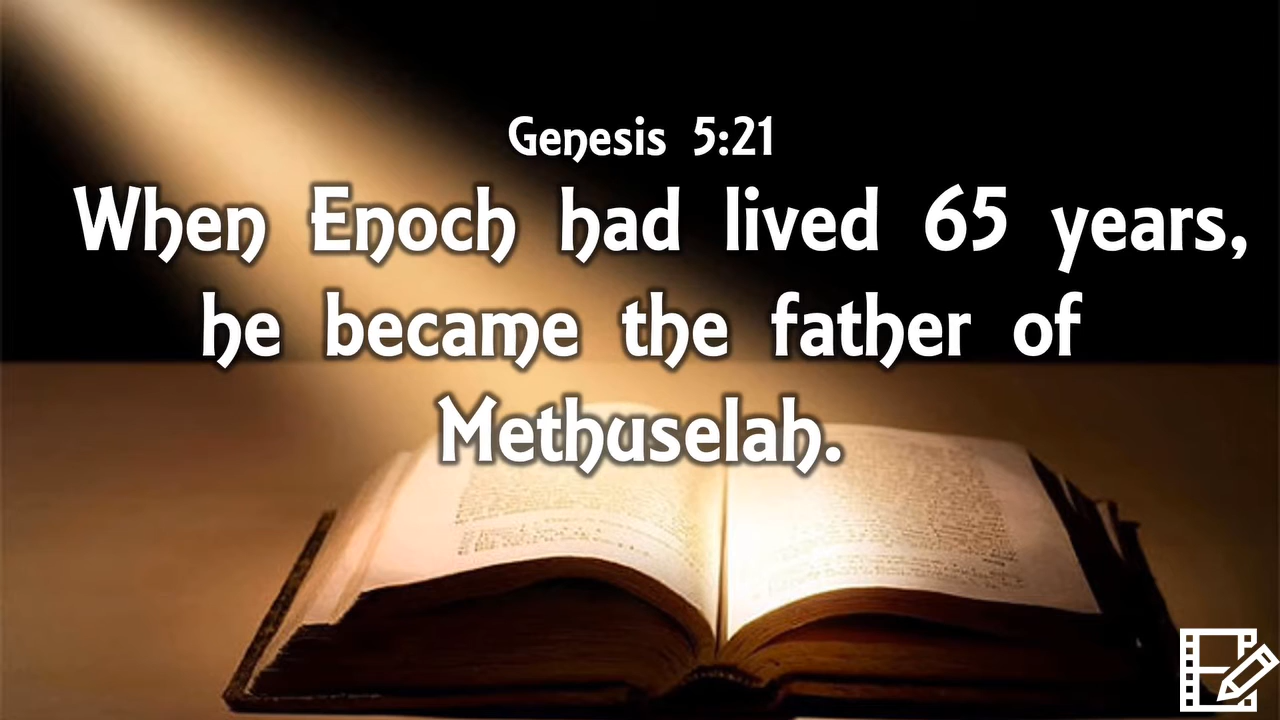 Genesis 5:21
When Enoch had lived 65 years,
he became the father of
Methuselah.